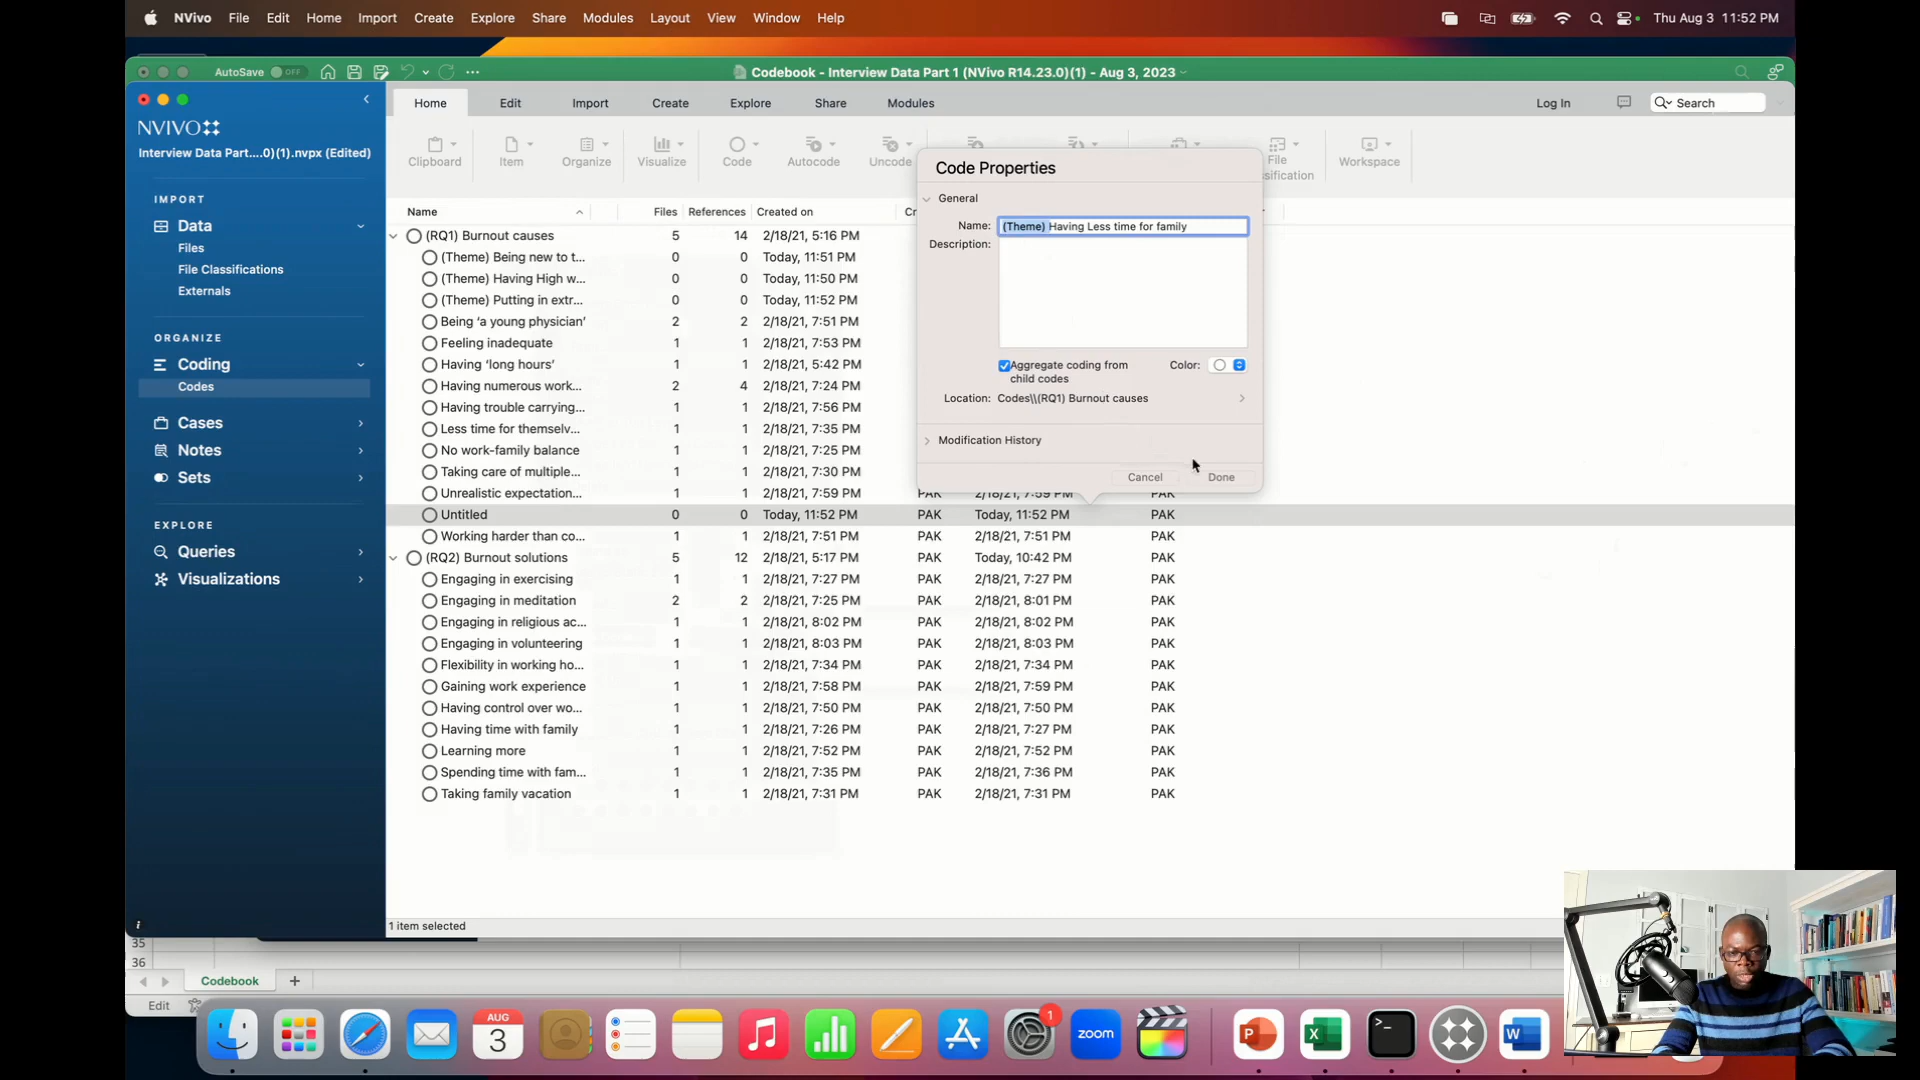 NVivo File Edit Home Import Create Explore Share Modules Layout View Window Help Thu Aug 3 11:52 PM
AutoSave OFF Codebook - Interview Data Part 1 (NVivo R14.23.0)(1) - Aug 3, 2023
Home Edit Import Create Explore Share Modules Log In Search
NVIVO
Interview Data Part....0)(1).nvpx (Edited)
Clipboard Item Organize Visualize Code Autocode Uncode File Workspace
IMPORT
Data
Files
File Classifications
Externals
ORGANIZE
Coding
Codes
Cases
Notes
Sets
EXPLORE
Queries
Visualizations
Name Files References Created on
(RQ1) Burnout causes 5 14 2/18/21, 5:16 PM
(Theme) Being new to t... 0 0 Today, 11:51 PM
(Theme) Having High w... 0 0 Today, 11:50 PM
(Theme) Putting in extr... 0 0 Today, 11:52 PM
Being ‘a young physician’ 2 2 2/18/21, 7:51 PM
Feeling inadequate 1 1 2/18/21, 7:53 PM
Having ‘long hours’ 1 1 2/18/21, 5:42 PM
Having numerous work... 2 4 2/18/21, 7:24 PM
Having trouble carrying... 1 1 2/18/21, 7:56 PM
Less time for themselv... 1 1 2/18/21, 7:35 PM
No work-family balance 1 1 2/18/21, 7:25 PM
Taking care of multiple... 1 1 2/18/21, 7:30 PM
Unrealistic expectation... 1 1 2/18/21, 7:59 PM PAK 2/18/21, 7:59 PM PAK
Untitled 0 0 Today, 11:52 PM PAK Today, 11:52 PM PAK
Working harder than co... 1 1 2/18/21, 7:51 PM PAK 2/18/21, 7:51 PM PAK
(RQ2) Burnout solutions 5 12 2/18/21, 5:17 PM PAK Today, 10:42 PM PAK
Engaging in exercising 1 1 2/18/21, 7:27 PM PAK 2/18/21, 7:27 PM PAK
Engaging in meditation 2 2 2/18/21, 7:25 PM PAK 2/18/21, 8:01 PM PAK
Engaging in religious ac... 1 1 2/18/21, 8:02 PM PAK 2/18/21, 8:02 PM PAK
Engaging in volunteering 1 1 2/18/21, 8:03 PM PAK 2/18/21, 8:03 PM PAK
Flexibility in working ho... 1 1 2/18/21, 7:34 PM PAK 2/18/21, 7:34 PM PAK
Gaining work experience 1 1 2/18/21, 7:58 PM PAK 2/18/21, 7:59 PM PAK
Having control over wo... 1 1 2/18/21, 7:50 PM PAK 2/18/21, 7:50 PM PAK
Having time with family 1 1 2/18/21, 7:26 PM PAK 2/18/21, 7:27 PM PAK
Learning more 1 1 2/18/21, 7:52 PM PAK 2/18/21, 7:52 PM PAK
Spending time with fam... 1 1 2/18/21, 7:35 PM PAK 2/18/21, 7:36 PM PAK
Taking family vacation 1 1 2/18/21, 7:31 PM PAK 2/18/21, 7:31 PM PAK
Code Properties
General
Name: (Theme) Having Less time for family
Description:
Aggregate coding from
child codes
Color:
Location: Codes\\(RQ1) Burnout causes
Modification History
Cancel Done
1 item selected
35
36
Codebook
Edit
AUG
3
1
zoom